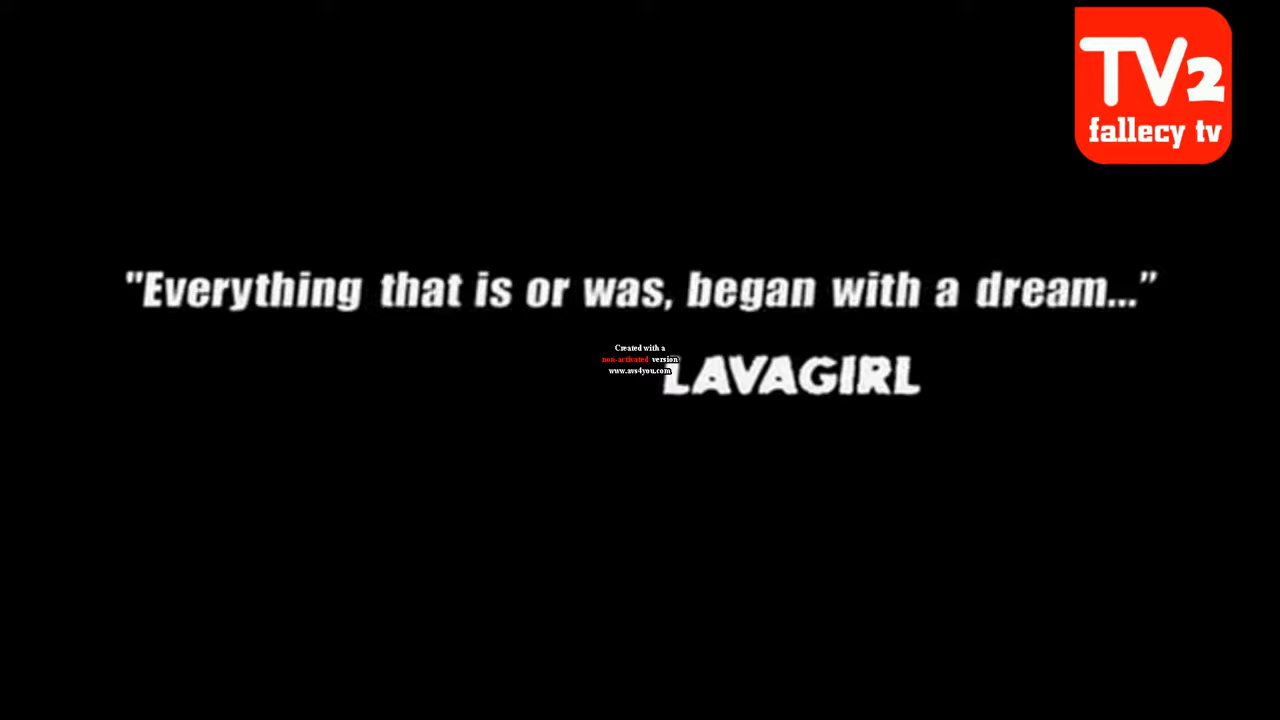 TV2
fallecy tv
"Everything that is or was, began with a dream..."
Created with a
non-activated version
www.avs4you.com
LAVAGIRL